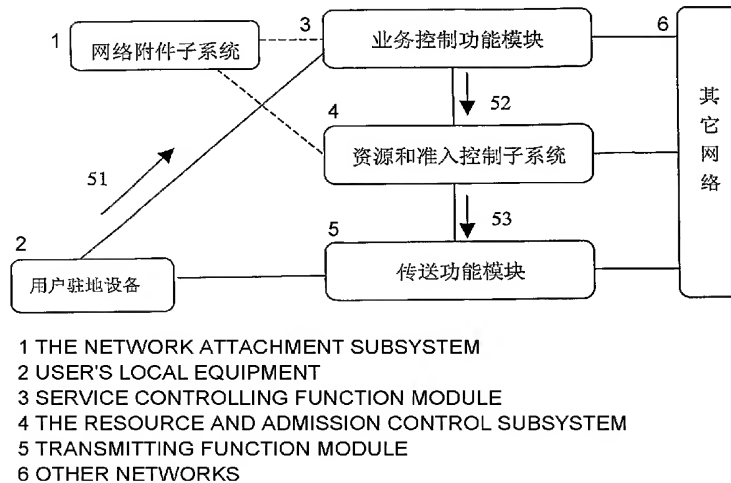 1 网络附件子系统
3 业务控制功能模块
6 其它网络
52
4 资源和准入控制子系统
51
53
2 用户驻地设备
5 传送功能模块
1 THE NETWORK ATTACHMENT SUBSYSTEM
2 USER'S LOCAL EQUIPMENT
3 SERVICE CONTROLLING FUNCTION MODULE
4 THE RESOURCE AND ADMISSION CONTROL SUBSYSTEM
5 TRANSMITTING FUNCTION MODULE
6 OTHER NETWORKS